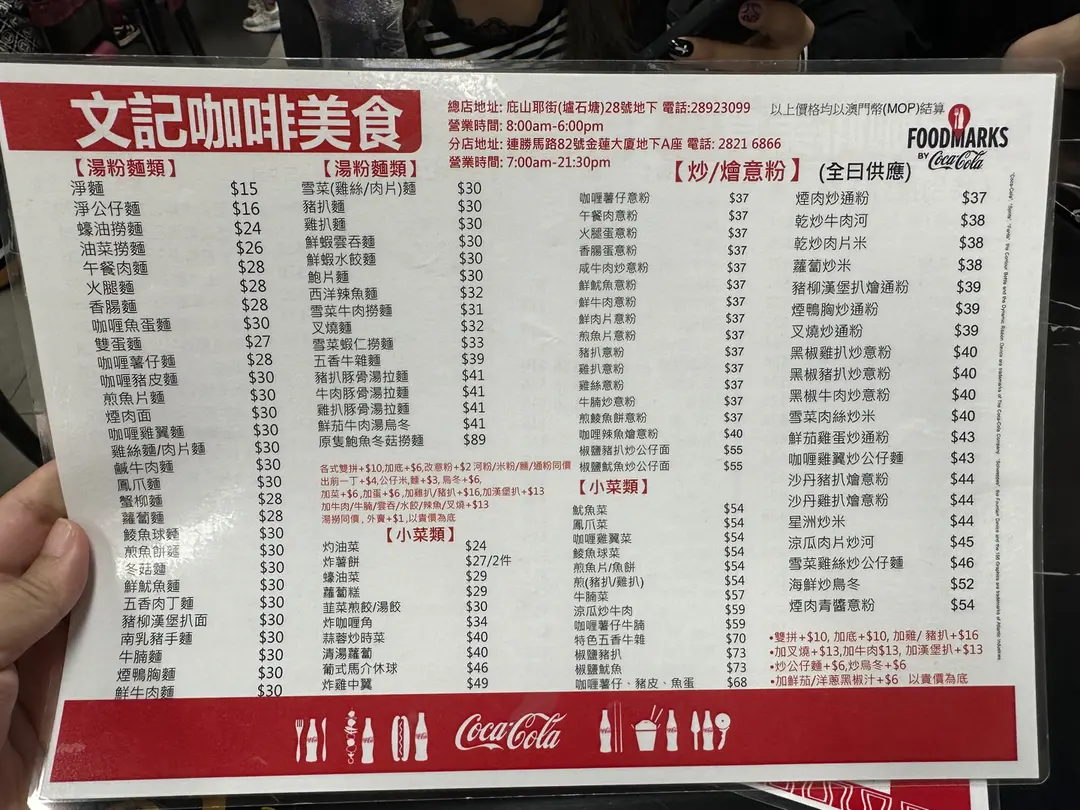 文記咖啡美食
總店地址: 庇山耶街(爐石塘)28號地下 電話:28923099
營業時間: 8:00am-6:00pm
分店地址: 連勝馬路82號金蓮大廈地下A座 電話: 2821 6866
營業時間: 7:00am-21:30pm
以上價格均以澳門幣(MOP)結算
FOODMARKS
BY Coca-Cola
【湯粉麵類】
淨麵 $15
淨公仔麵 $16
蠔油撈麵 $24
油菜撈麵 $26
午餐肉麵 $28
火腿麵 $28
香腸麵 $28
咖喱魚蛋麵 $30
雙蛋麵 $27
咖喱薯仔麵 $28
咖喱豬皮麵 $30
煎魚片麵 $30
煙肉面 $30
咖喱雞翼麵 $30
雞絲麵/肉片麵 $30
鹹牛肉麵 $30
鳳爪麵 $30
蟹柳麵 $28
蘿蔔麵 $28
鯪魚球麵 $30
煎魚餅麵 $30
冬菇麵 $30
鮮魷魚麵 $30
五香肉丁麵 $30
豬柳漢堡扒面 $30
南乳豬手麵 $30
牛腩麵 $30
煙鴨胸麵 $30
鮮牛肉麵 $30
【湯粉麵類】
雪菜(雞絲/肉片)麵 $30
豬扒麵 $30
雞扒麵 $30
鮮蝦雲吞麵 $30
鮮蝦水餃麵 $30
鮑片麵 $30
西洋辣魚麵 $32
雪菜牛肉撈麵 $31
叉燒麵 $32
雪菜蝦仁撈麵 $33
五香牛雜麵 $39
豬扒豚骨湯拉麵 $41
牛肉豚骨湯拉麵 $41
雞扒豚骨湯拉麵 $41
鮮茄牛肉湯烏冬 $41
原隻鮑魚冬菇撈麵 $89
各式雙拼+$10,加底+$6,改意粉+$2 河粉/米粉/麵/通粉同價
出前一丁+$4,公仔米,麵+$3, 烏冬+$6,
加菜+$6 ,加蛋+$6 ,加雞扒/豬扒+$16,加漢堡扒+$13
加牛肉/牛腩/雲吞/水餃/辣魚/叉燒+$13
湯撈同價 , 外賣+$1 ,以貴價為底
【小菜類】
灼油菜 $24
炸薯餅 $27/2件
蠔油菜 $29
蘿蔔糕 $29
韮菜煎餃/湯餃 $30
炸咖喱角 $34
蒜蓉炒時菜 $40
清湯蘿蔔 $40
葡式馬介休球 $46
炸雞中翼 $49
【炒/燴意粉】 (全日供應)
咖喱薯仔意粉 $37
午餐肉意粉 $37
火腿蛋意粉 $37
香腸蛋意粉 $37
咸牛肉炒意粉 $37
鮮魷魚意粉 $37
鮮牛肉意粉 $37
鮮肉片意粉 $37
煎魚片意粉 $37
豬扒意粉 $37
雞扒意粉 $37
雞絲意粉 $37
牛腩炒意粉 $37
煎鯪魚餅意粉 $37
咖哩辣魚燴意粉 $40
椒鹽豬扒炒公仔面 $55
椒鹽魷魚炒公仔面 $55
【小菜類】
魷魚菜 $54
鳳爪菜 $54
咖喱雞翼菜 $54
鯪魚球菜 $54
煎魚片/魚餅 $54
煎(豬扒/雞扒) $54
牛腩菜 $57
涼瓜炒牛肉 $59
咖喱薯仔牛腩 $59
特色五香牛雜 $70
椒鹽豬扒 $73
椒鹽魷魚 $73
咖喱薯仔、豬皮、魚蛋 $68
煙肉炒通粉 $37
乾炒牛肉河 $38
乾炒肉片米 $38
蘿蔔炒米 $38
豬柳漢堡扒燴通粉 $39
煙鴨胸炒通粉 $39
叉燒炒通粉 $39
黑椒雞扒炒意粉 $40
黑椒豬扒炒意粉 $40
黑椒牛肉炒意粉 $40
雪菜肉絲炒米 $40
鮮茄雞蛋炒通粉 $43
咖喱雞翼炒公仔麵 $43
沙丹豬扒燴意粉 $44
沙丹雞扒燴意粉 $44
星洲炒米 $44
涼瓜肉片炒河 $45
雪菜雞絲炒公仔麵 $46
海鮮炒烏冬 $52
煙肉青醬意粉 $54
•雙拼+$10, 加底+$10, 加雞/ 豬扒+$16
•加叉燒+$13,加牛肉$13, 加漢堡扒+$13
•炒公仔麵+$6,炒烏冬+$6
•加鮮茄/洋蔥黑椒汁+$6 以貴價為底
Coca-Cola